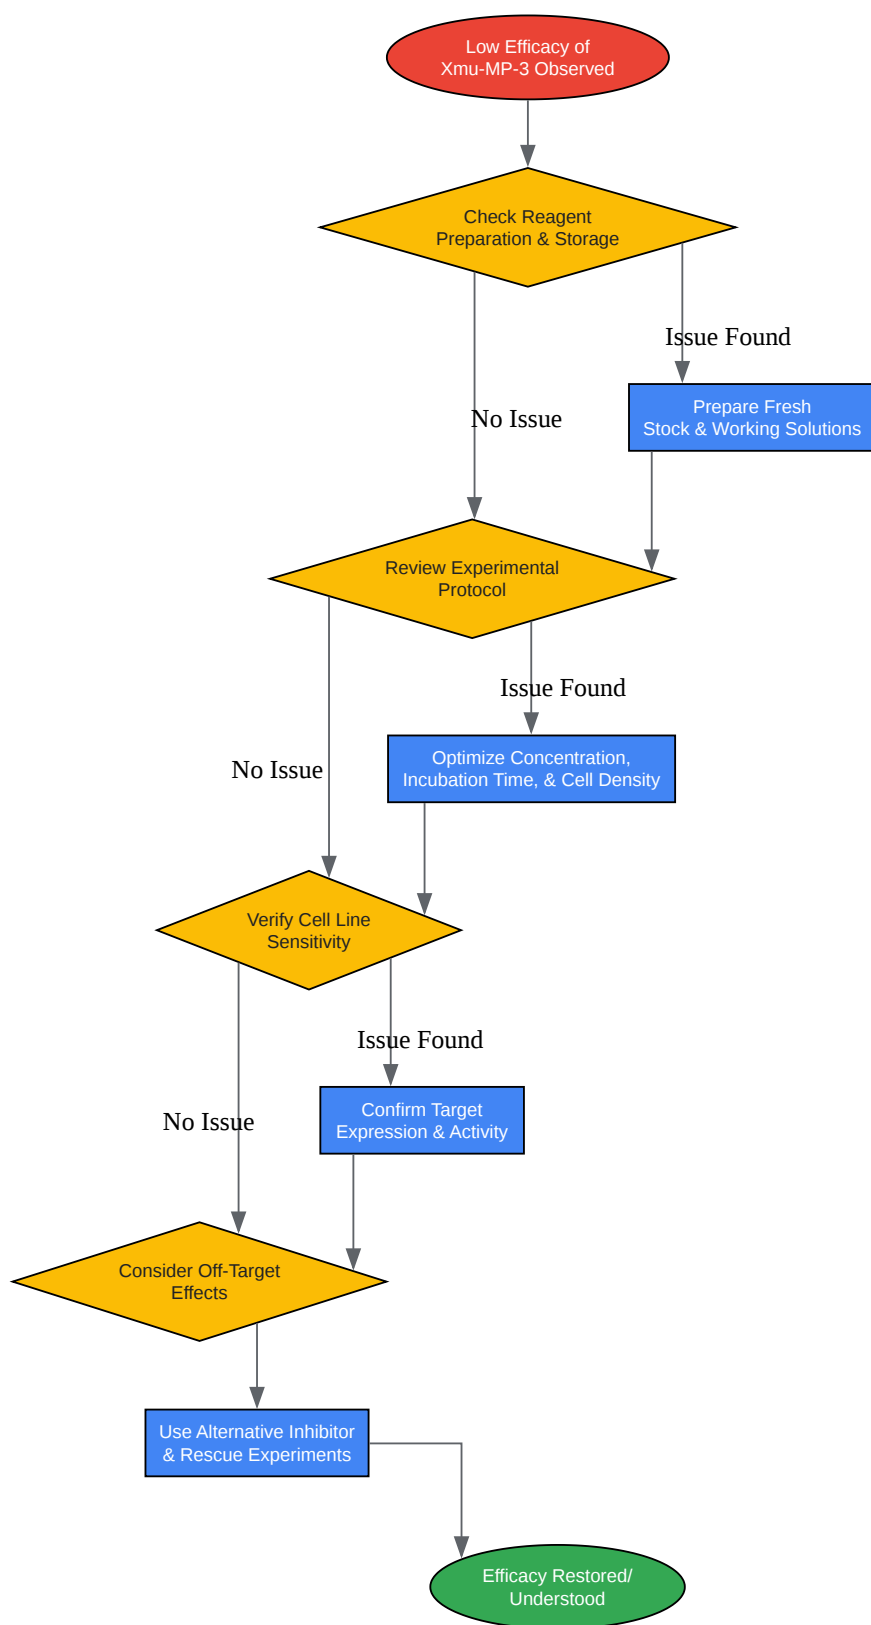 Low Efficacy of
Xmu-MP-3 Observed
Check Reagent
Preparation & Storage
Issue Found
Prepare Fresh
Stock & Working Solutions
No Issue
Review Experimental
Protocol
Issue Found
Optimize Concentration,
Incubation Time, & Cell Density
No Issue
Verify Cell Line
Sensitivity
Issue Found
Confirm Target
Expression & Activity
No Issue
Consider Off-Target
Effects
Use Alternative Inhibitor
& Rescue Experiments
Efficacy Restored/
Understood